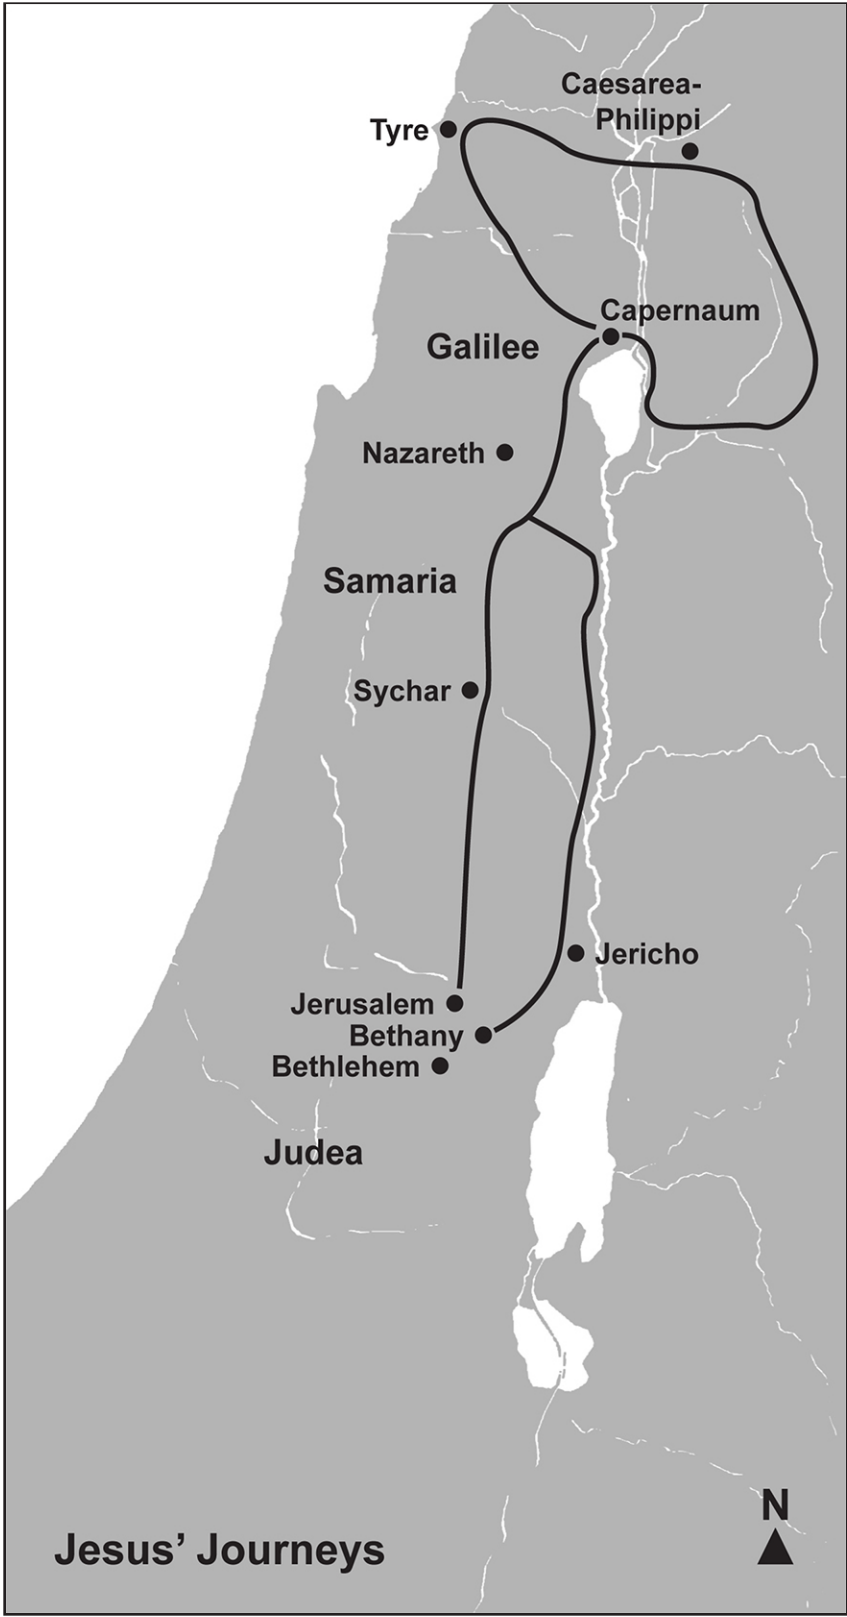 Caesarea-
Philippi
Tyre
Capernaum
Galilee
Nazareth
Samaria
Sychar
Jericho
Jerusalem
Bethany
Bethlehem
Judea
N
Jesus’ Journeys